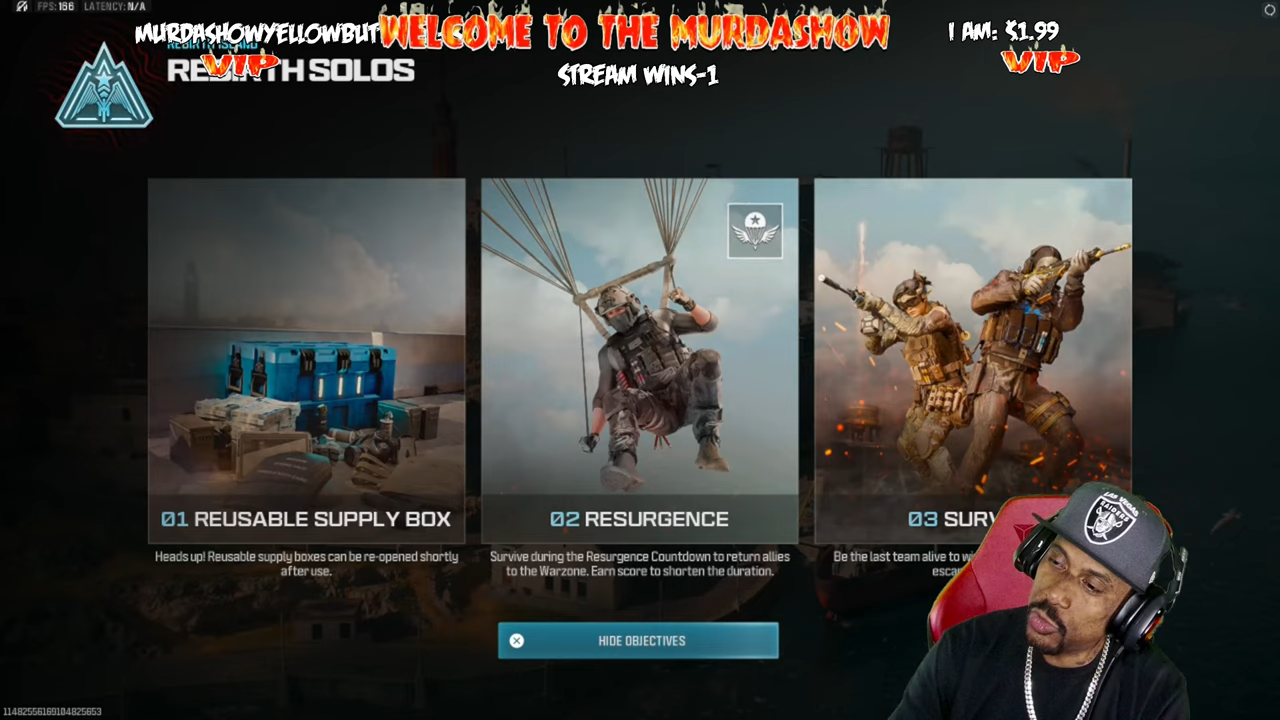 FPS: 166 LATENCY: N/A
WELCOME TO THE MURDASHOW
MURDASHOWYELLOWBUT
I AM: $1.99
REBIRTH ISLAND
VIP
VIP
REBIRTH SOLOS
STREAM WINS-1
01 REUSABLE SUPPLY BOX
02 RESURGENCE
03 SURV
Heads up! Reusable supply boxes can be re-opened shortly
after use.
Survive during the Resurgence Countdown to return allies
to the Warzone. Earn score to shorten the duration.
Be the last team alive to
HIDE OBJECTIVES
LAS VEGAS
RAIDERS
11482556169104825653